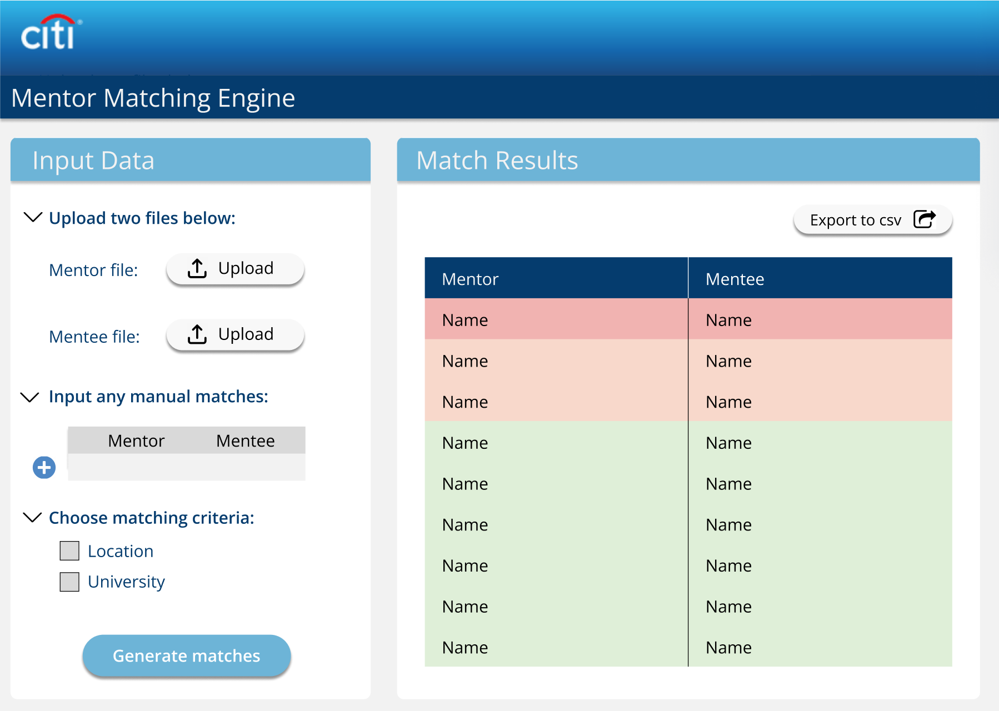 citi®
Mentor Matching Engine
Input Data
Upload two files below:
Mentor file:
Upload
Mentee file:
Upload
Input any manual matches:
Mentor Mentee
Choose matching criteria:
Location
University
Generate matches
Match Results
Export to csv
Mentor Mentee
Name Name
Name Name
Name Name
Name Name
Name Name
Name Name
Name Name
Name Name
Name Name